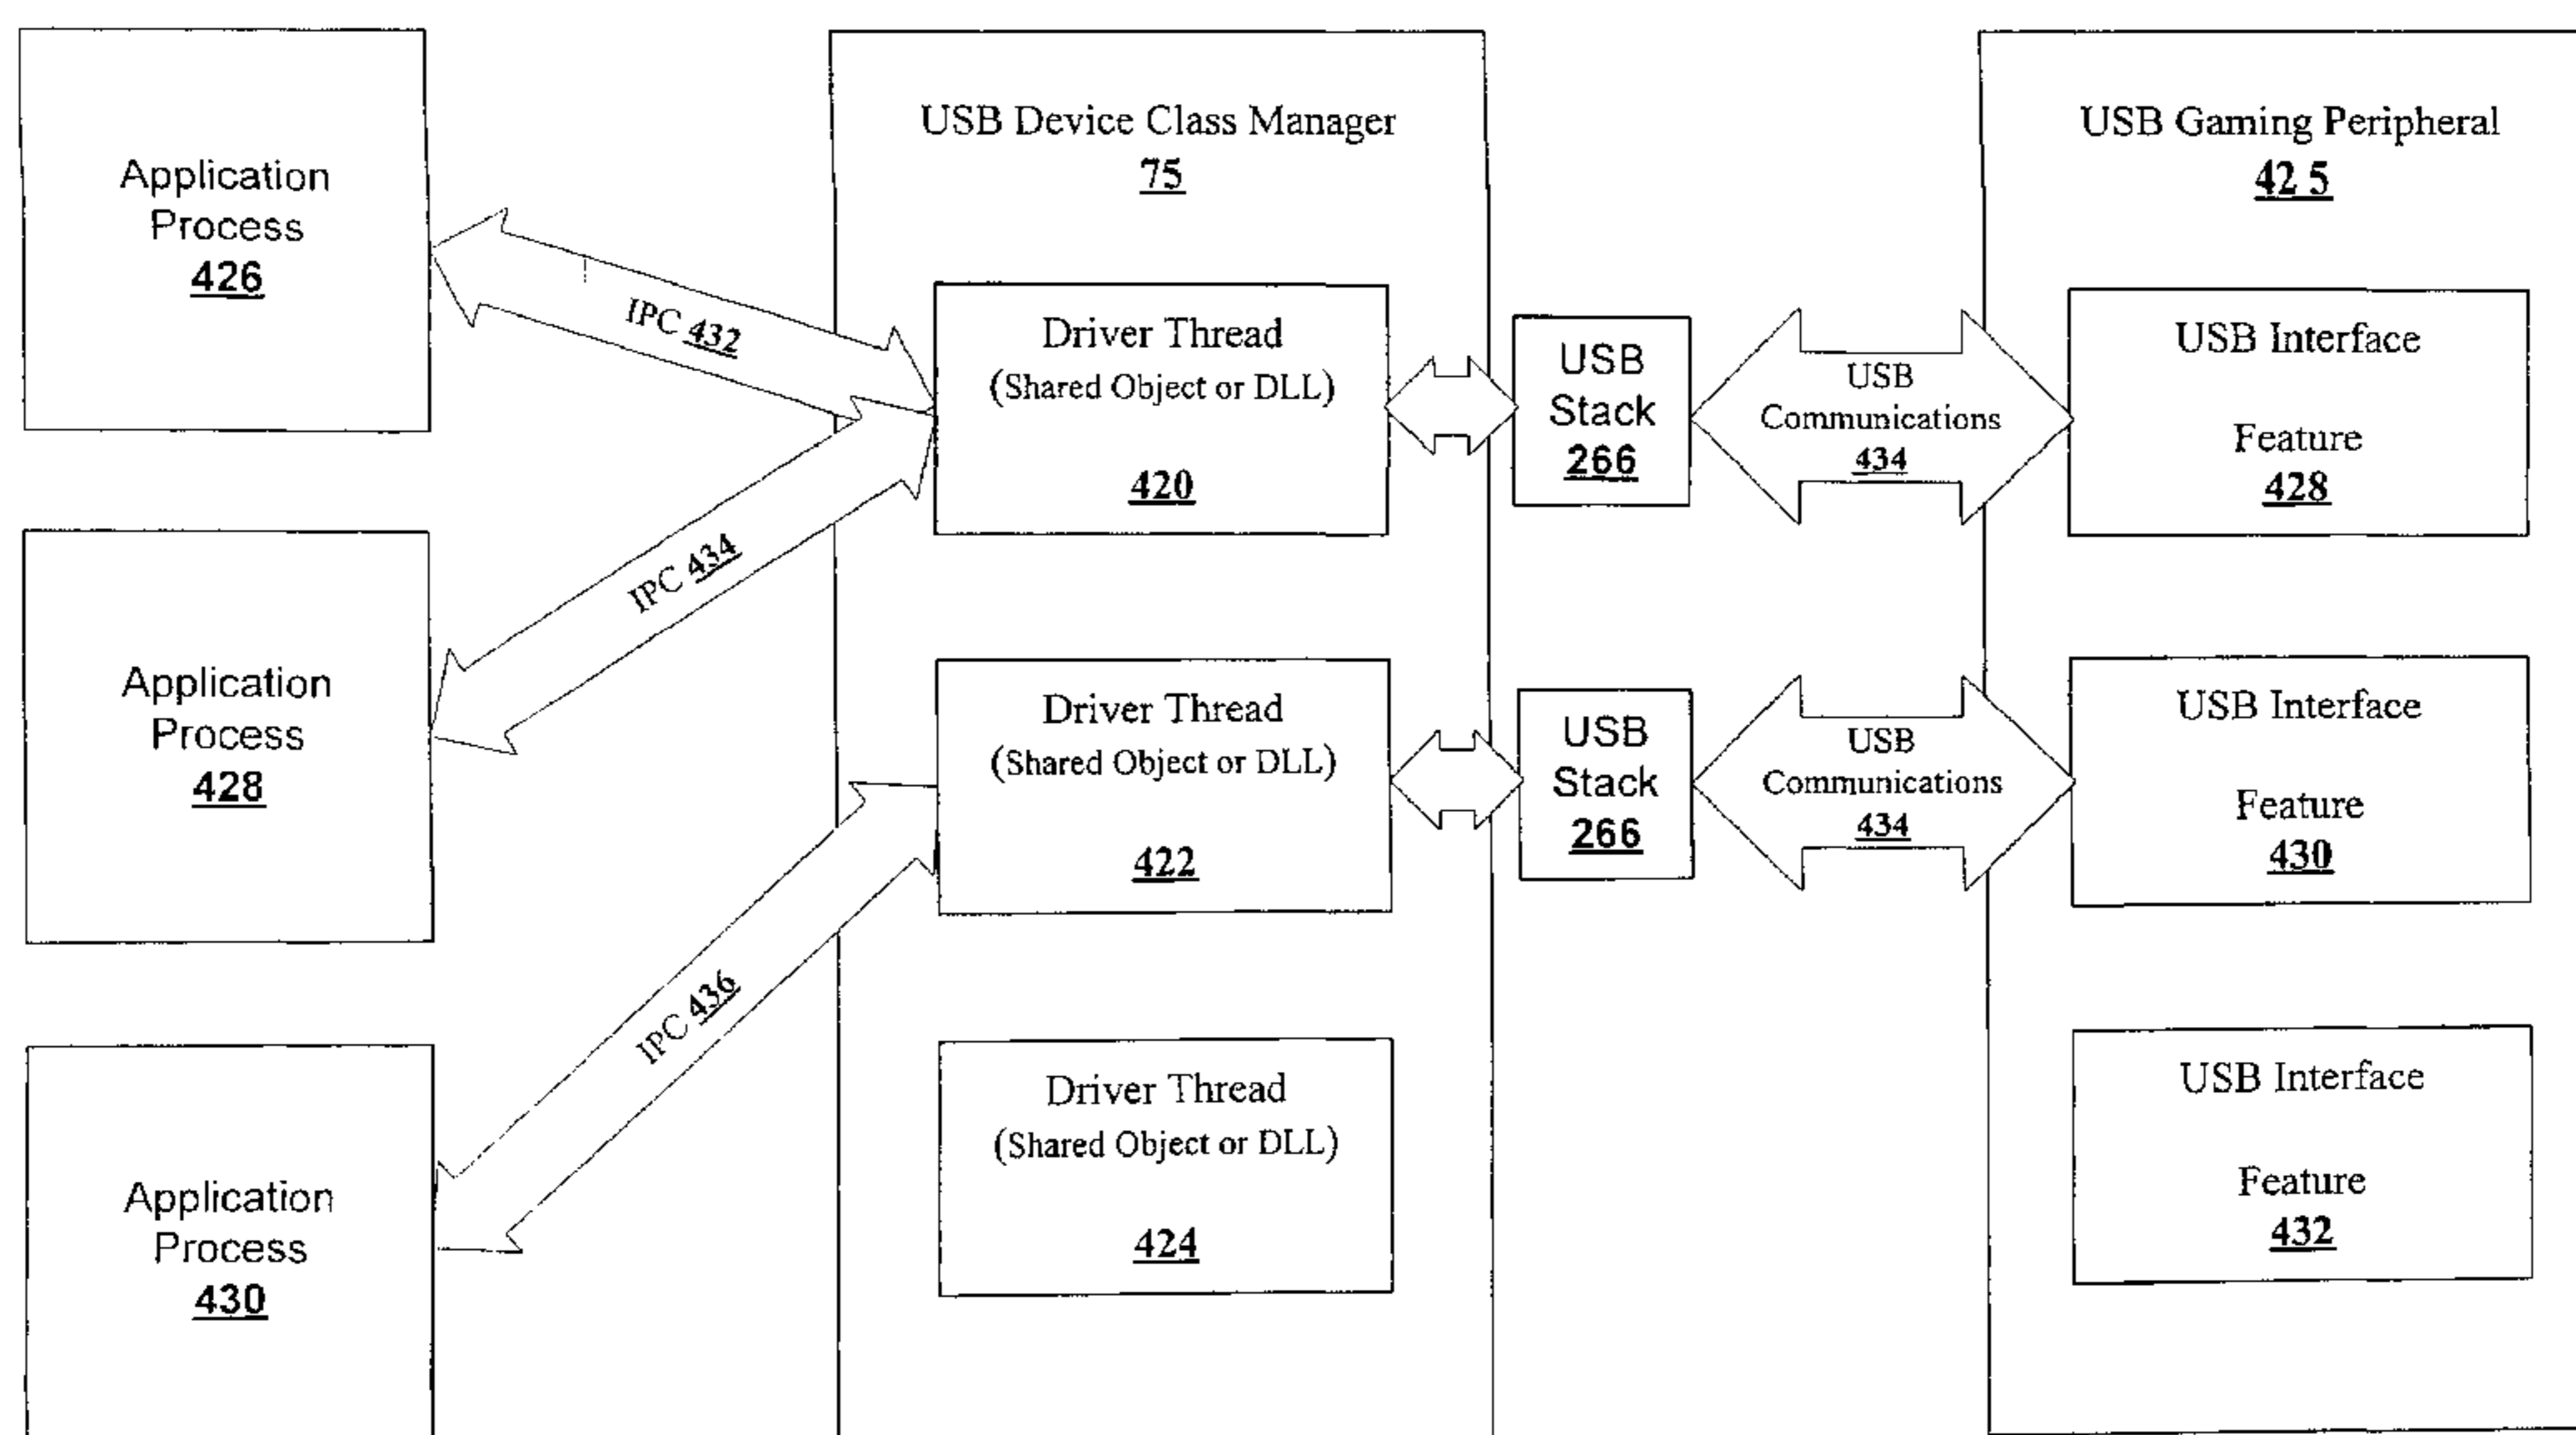 Application
Process
426
Application
Process
428
Application
Process
430
IPC 432
IPC 434
IPC 436
USB Device Class Manager
75
Driver Thread
(Shared Object or DLL)
420
Driver Thread
(Shared Object or DLL)
422
Driver Thread
(Shared Object or DLL)
424
USB
Stack
266
USB
Stack
266
USB
Communications
434
USB
Communications
434
USB Gaming Peripheral
42 5
USB Interface
Feature
428
USB Interface
Feature
430
USB Interface
Feature
432